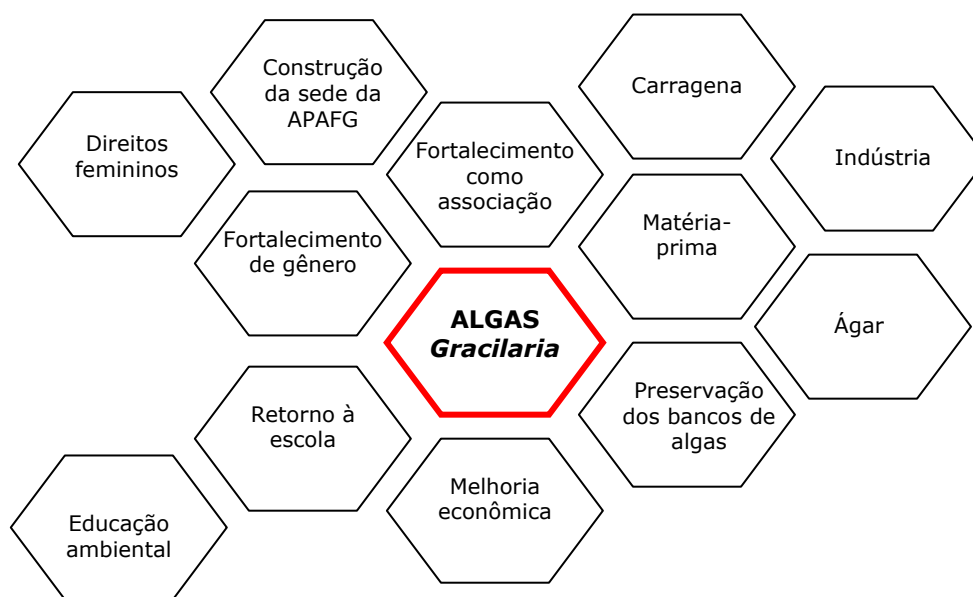 Construção
da sede da
APAFG
Carragena
Direitos
femininos
Fortalecimento
como
associação
Indústria
Fortalecimento
de gênero
Matéria-
prima
ALGAS
Gracilaria
Ágar
Retorno à
escola
Preservação
dos bancos de
algas
Melhoria
econômica
Educação
ambiental